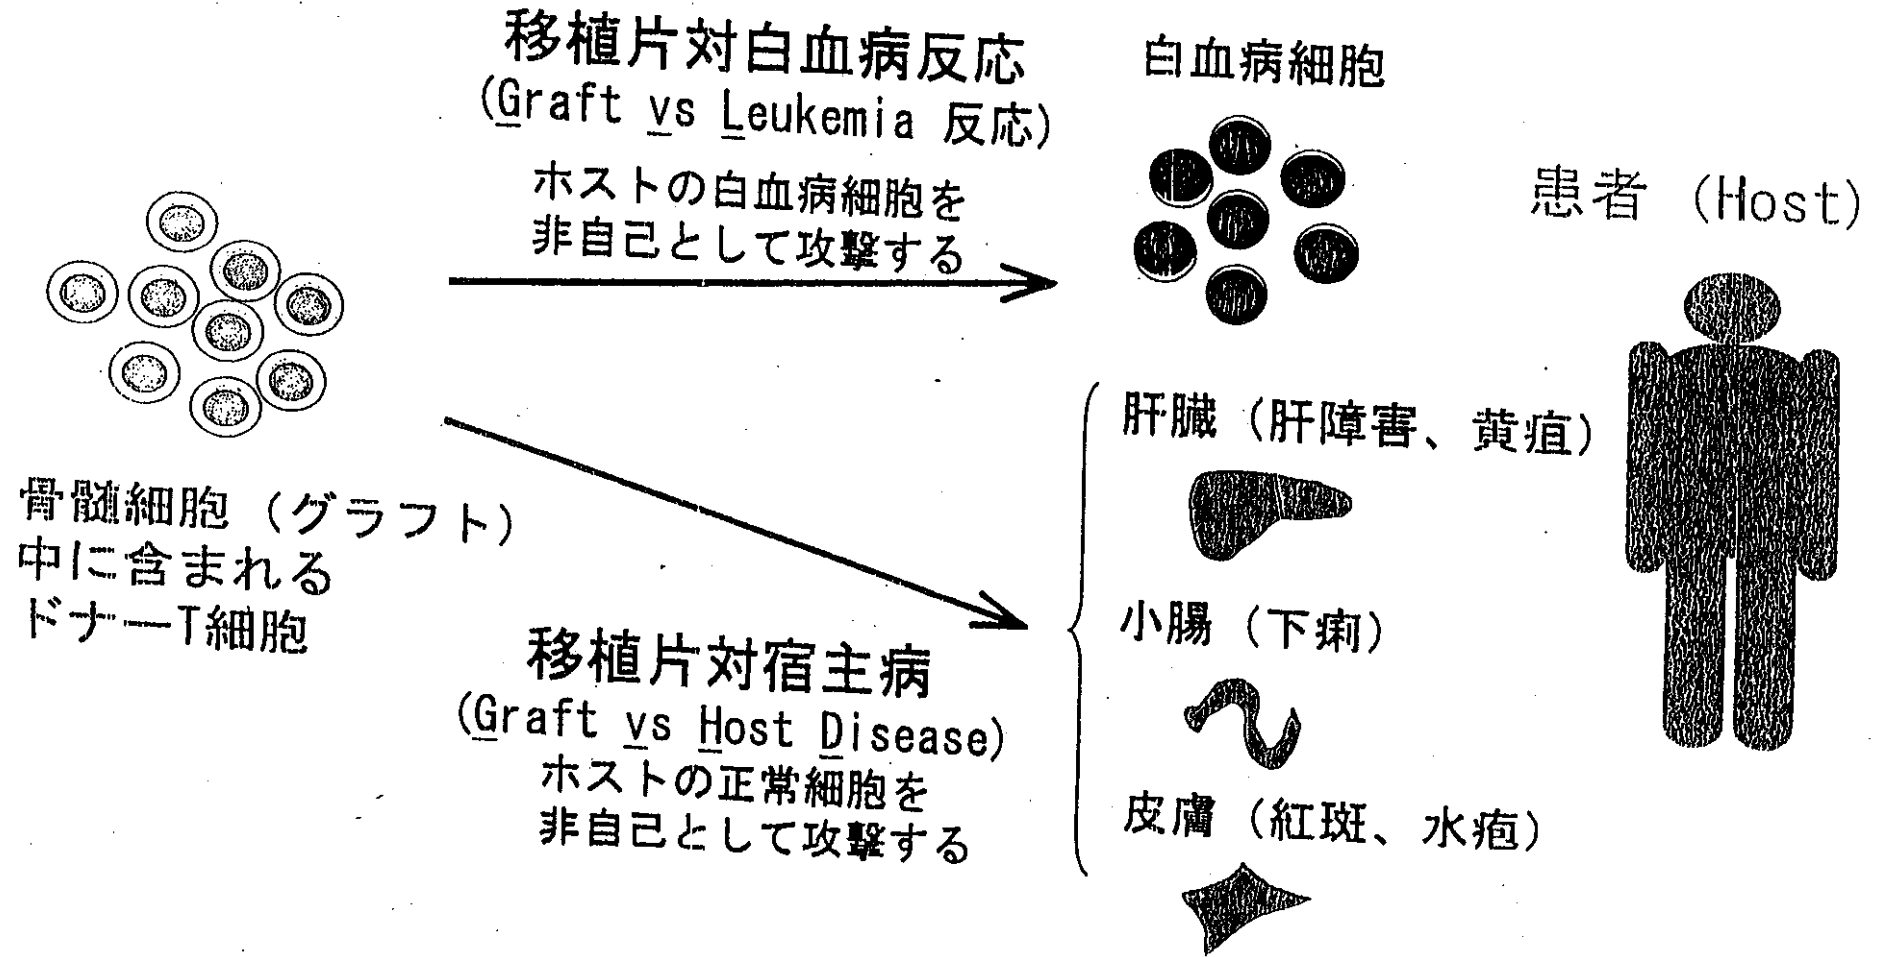 移植片対白血病反応
(Graft vs Leukemia 反応)
ホストの白血病細胞を
非自己として攻撃する
白血病細胞
患者 (Host)
骨髄細胞 (グラフト)
中に含まれる
ドナーT細胞
移植片対宿主病
(Graft vs Host Disease)
ホストの正常細胞を
非自己として攻撃する
肝臓 (肝障害、黄疸)
小腸 (下痢)
皮膚 (紅斑、水疱)